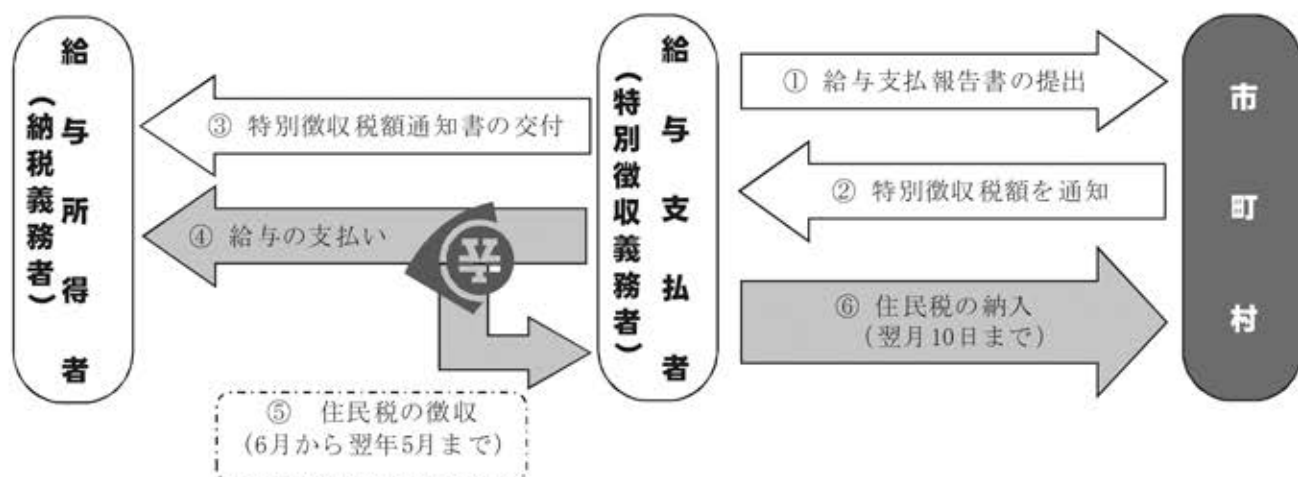 給与所得者
（納税義務者）
③ 特別徴収税額通知書の交付
④ 給与の支払い
⑤ 住民税の徴収
(6月から翌年5月まで)
給与支払者
（特別徴収義務者）
① 給与支払報告書の提出
② 特別徴収税額を通知
⑥ 住民税の納入
(翌月10日まで)
市町村